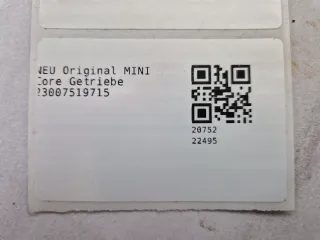 NEU Original MINI
Core Getriebe
23007519715
20752
22495